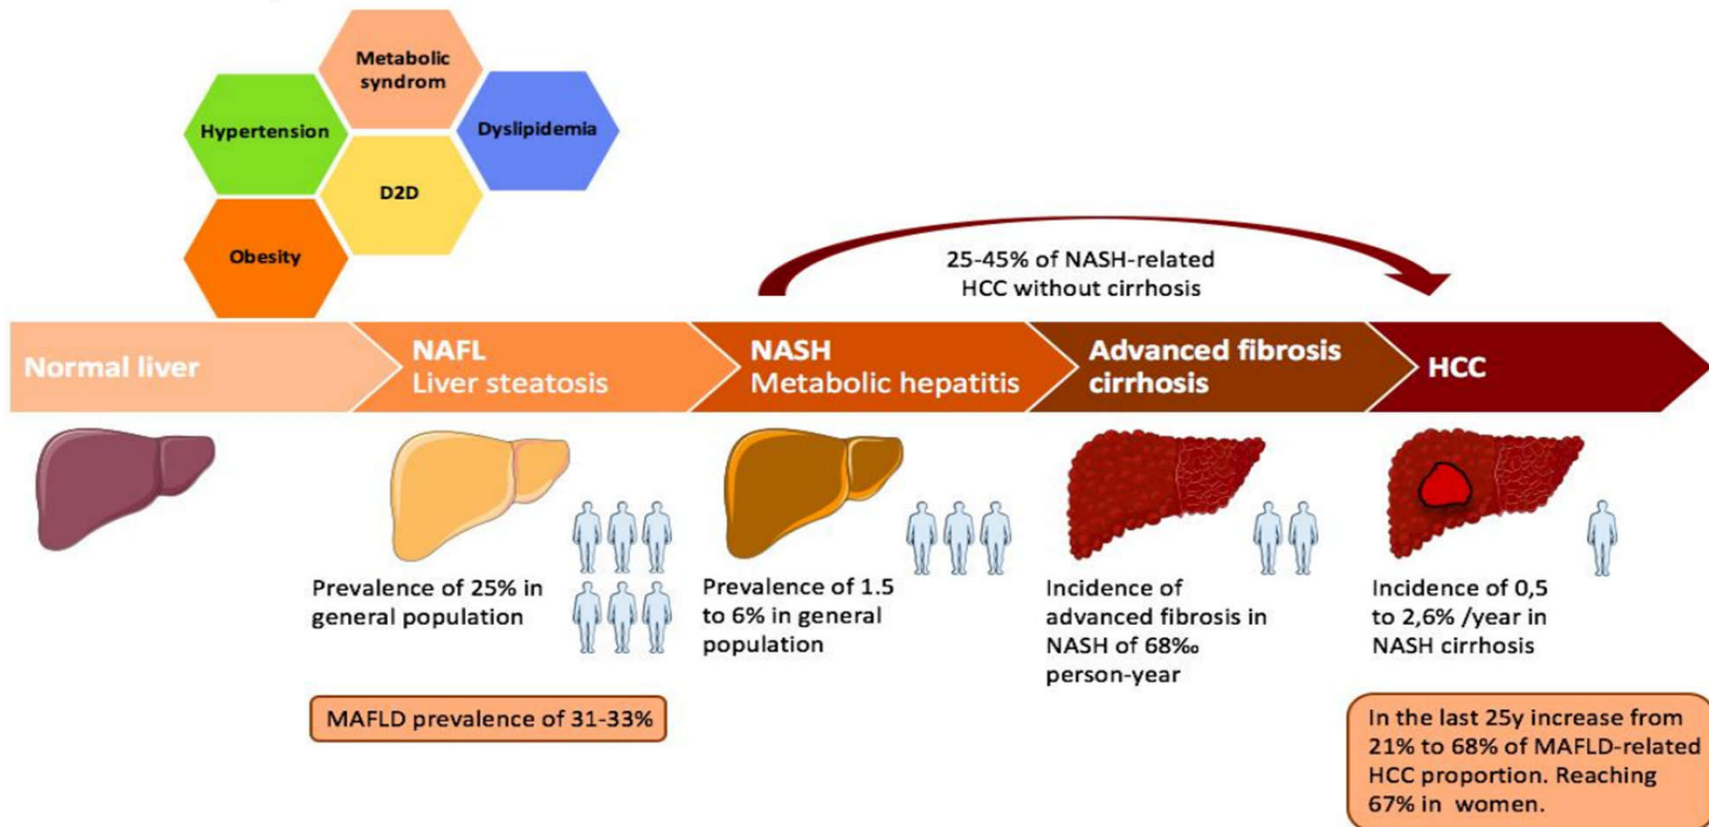 Metabolic
syndrom
Hypertension
Dyslipidemia
D2D
Obesity
25-45% of NASH-related
HCC without cirrhosis
Normal liver
NAFL
Liver steatosis
NASH
Metabolic hepatitis
Advanced fibrosis
cirrhosis
HCC
Prevalence of 25% in
general population
Prevalence of 1.5
to 6% in general
population
Incidence of
advanced fibrosis in
NASH of 68‰
person-year
Incidence of 0,5
to 2,6% /year in
NASH cirrhosis
MAFLD prevalence of 31-33%
In the last 25y increase from
21% to 68% of MAFLD-related
HCC proportion. Reaching
67% in women.